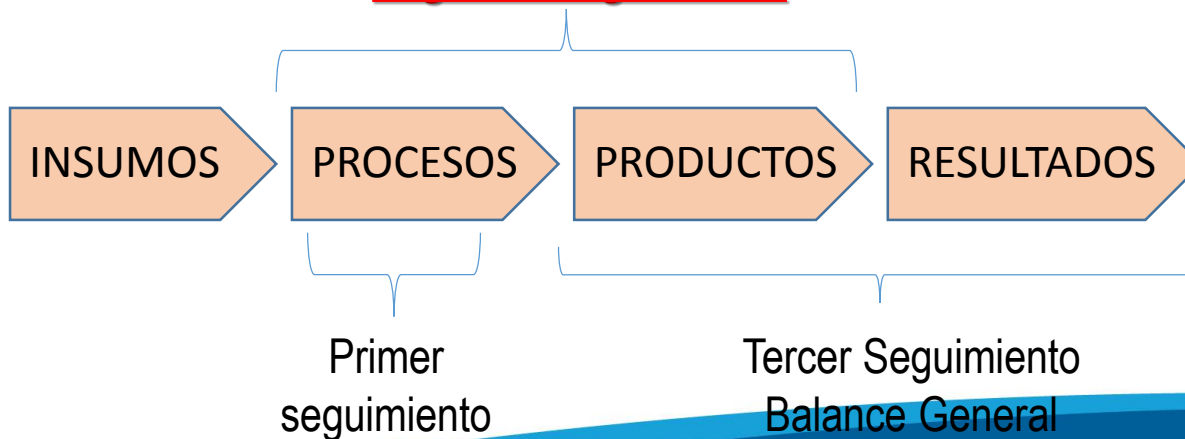 INSUMOS PROCESOS PRODUCTOS RESULTADOS
Primer
seguimiento
Tercer Seguimiento
Balance General